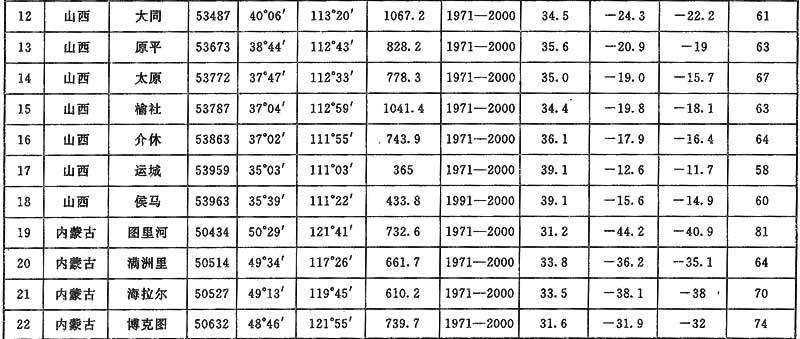 12 山西 大同 53487 40°06′ 113°20′ 1067.2 1971—2000 34.5 －24.3 －22.2 61
13 山西 原平 53673 38°44′ 112°43′ 828.2 1971—2000 35.6 －20.9 －19 63
14 山西 太原 53772 37°47′ 112°33′ 778.3 1971—2000 35.0 －19.0 －15.7 67
15 山西 榆社 53787 37°04′ 112°59′ 1041.4 1971—2000 34.4 －19.8 －18.1 63
16 山西 介休 53863 37°02′ 111°55′ 743.9 1971—2000 36.1 －17.9 －16.4 64
17 山西 运城 53959 35°03′ 111°03′ 365 1971—2000 39.1 －12.6 －11.7 58
18 山西 侯马 53963 35°39′ 111°22′ 433.8 1991—2000 39.1 －15.6 －14.9 60
19 内蒙古 图里河 50434 50°29′ 121°41′ 732.6 1971—2000 31.2 －44.2 －40.9 81
20 内蒙古 满洲里 50514 49°34′ 117°26′ 661.7 1971—2000 33.8 －36.2 －35.1 64
21 内蒙古 海拉尔 50527 49°13′ 119°45′ 610.2 1971—2000 33.5 －38.1 －38 70
22 内蒙古 博克图 50632 48°46′ 121°55′ 739.7 1971—2000 31.6 －31.9 －32 74